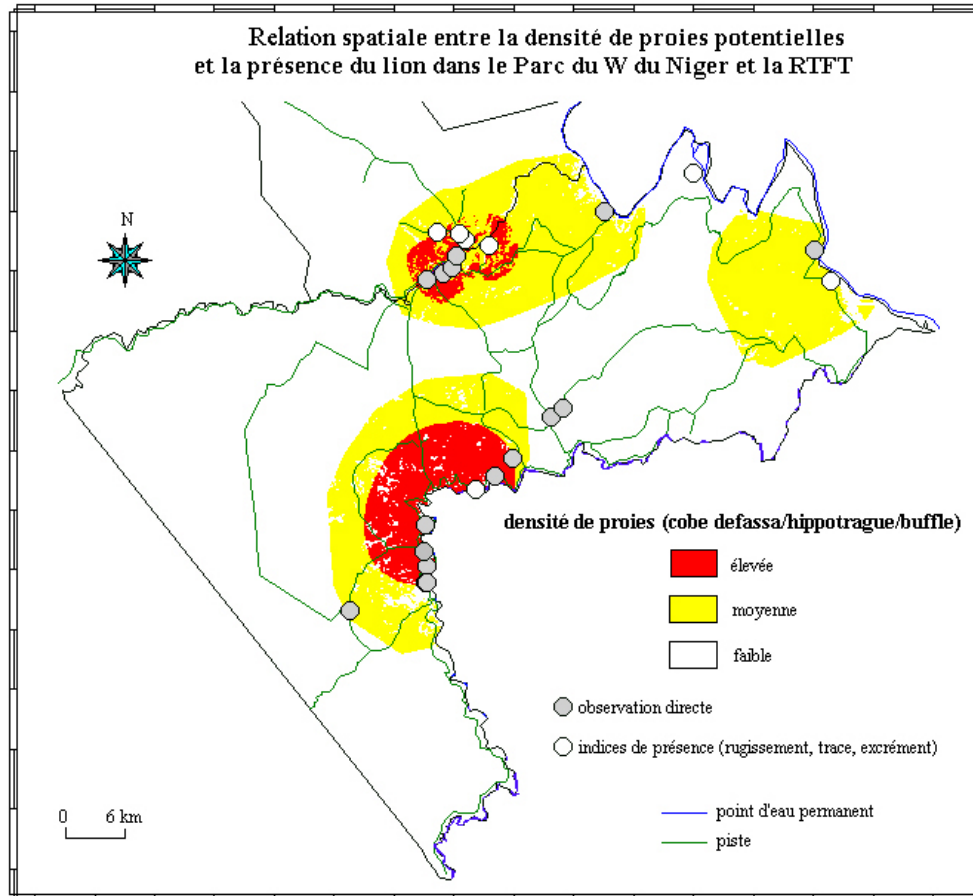 Relation spatiale entre la densité de proies potentielles
et la présence du lion dans le Parc du W du Niger et la RTFT
N
densité de proies (cobe defassa/hippotrague/buffle)
élevée
moyenne
faible
observation directe
indices de présence (rugissement, trace, excrément)
0 6 km
point d'eau permanent
piste